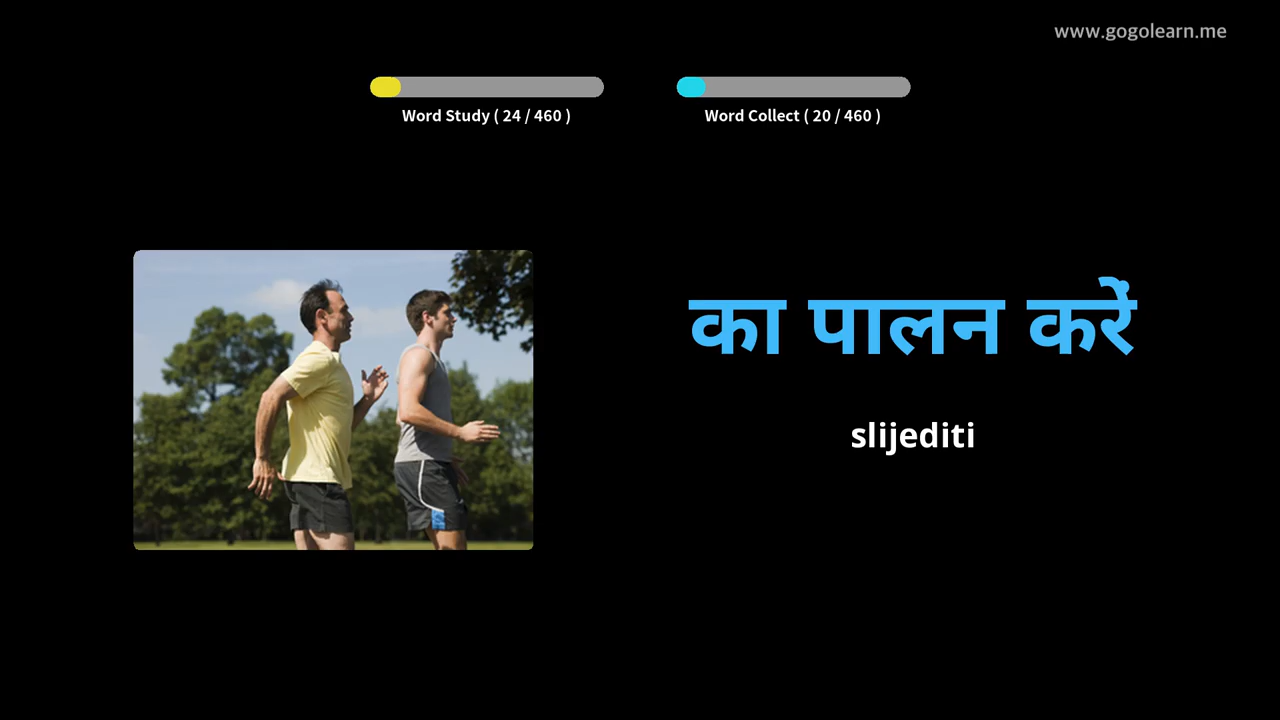 www.gogolearn.me
Word Study ( 24 / 460 )
Word Collect ( 20 / 460 )
का पालन करें
slijediti